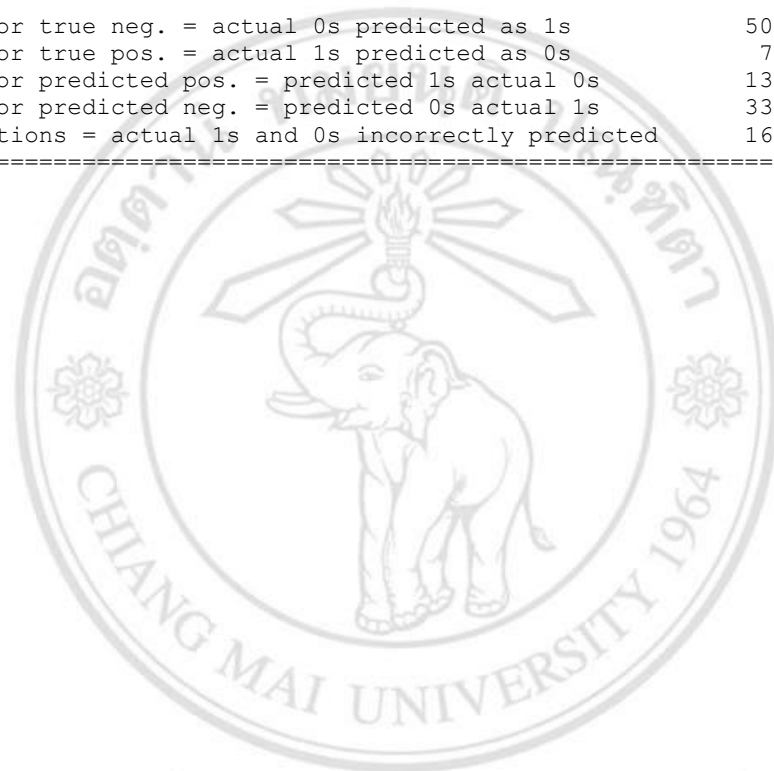 or true neg. = actual 0s predicted as 1s 50
or true pos. = actual 1s predicted as 0s 7
or predicted pos. = predicted 1s actual 0s 13
or predicted neg. = predicted 0s actual 1s 33
tions = actual 1s and 0s incorrectly predicted 16
=======================================================
CHIANG MAI UNIVERSITY 1964